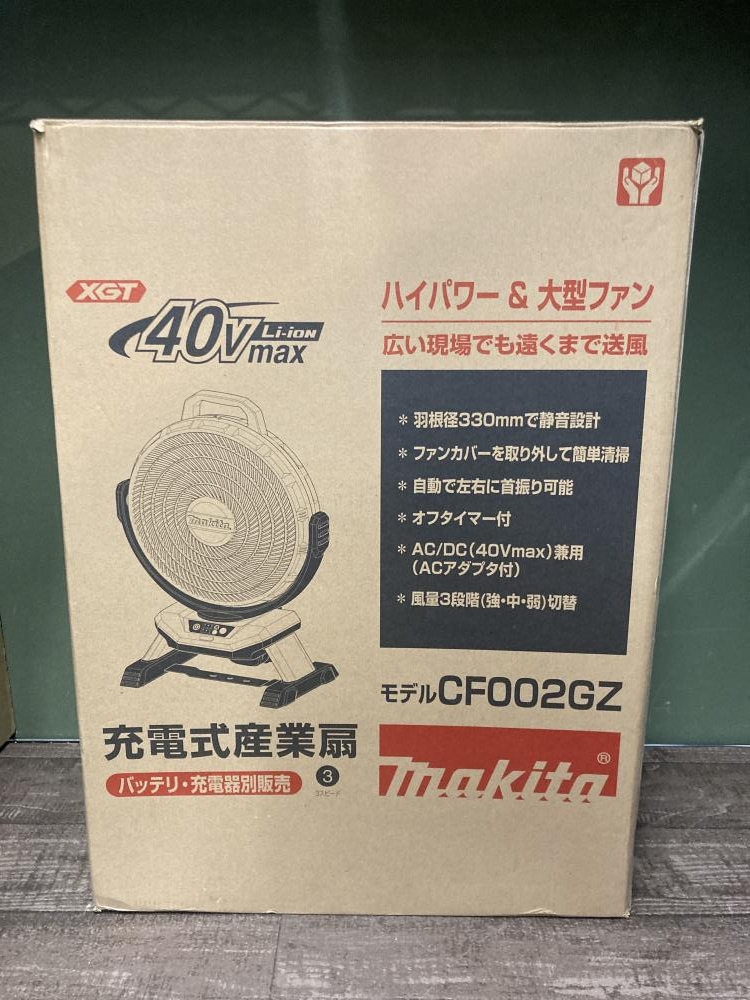 XGT
40Vmax Li-ion
ハイパワー & 大型ファン
広い現場でも遠くまで送風
* 羽根径330mmで静音設計
* ファンカバーを取り外して簡単清掃
* 自動で左右に首振り可能
* オフタイマー付
* AC/DC(40Vmax)兼用
(ACアダプタ付)
* 風量3段階(強・中・弱)切替
makita
モデルCF002GZ
充電式産業扇
バッテリ・充電器別販売
3
3スピード
makita®